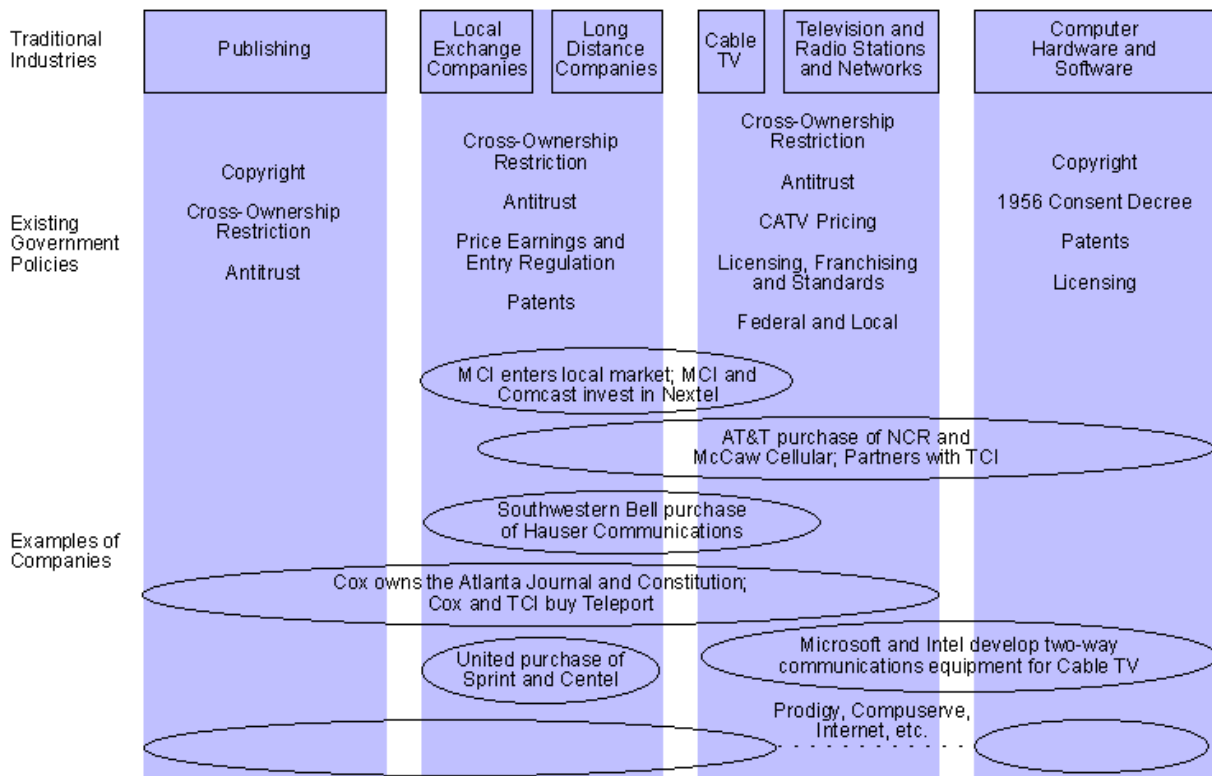 Traditional
Industries
Publishing
Local
Exchange
Companies
Long
Distance
Companies
Cable
TV
Television and
Radio Stations
and Networks
Computer
Hardware and
Software
Existing
Government
Policies
Copyright
Cross-Ownership
Restriction
Antitrust
Cross-Ownership
Restriction
Antitrust
Price Earnings and
Entry Regulation
Patents
Cross-Ownership
Restriction
Antitrust
CATV Pricing
Licensing, Franchising
and Standards
Federal and Local
Copyright
1956 Consent Decree
Patents
Licensing
Examples of
Companies
MCI enters local market; MCI and
Comcast invest in Nextel
AT&T purchase of NCR and
McCaw Cellular; Partners with TCI
Southwestern Bell purchase
of Hauser Communications
Cox owns the Atlanta Journal and Constitution;
Cox and TCI buy Teleport
United purchase of
Sprint and Centel
Microsoft and Intel develop two-way
communications equipment for Cable TV
Prodigy, Compuserve,
Internet, etc.